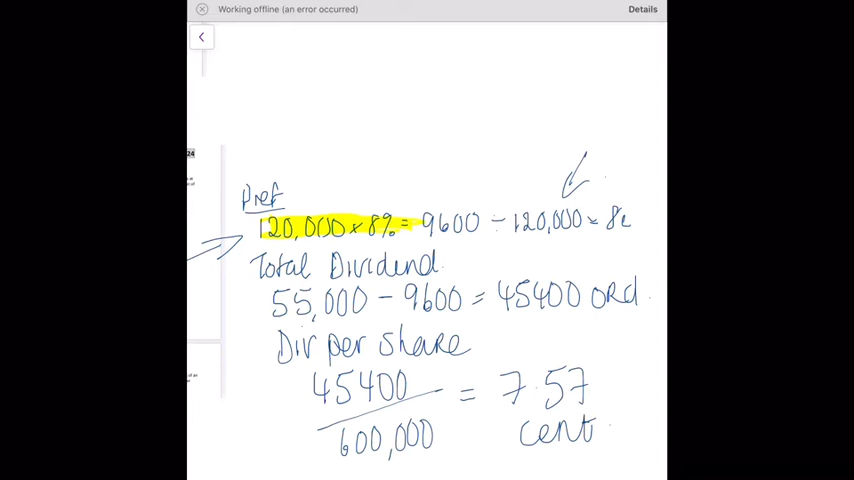 Working offline (an error occurred)
Details
24
Pref
120,000 × 8% = 9600 ÷ 120,000 × 8c
Total Dividend
55,000 - 9600 = 45400 ORd
Div per share
45400
600,000
= 7.57
cent